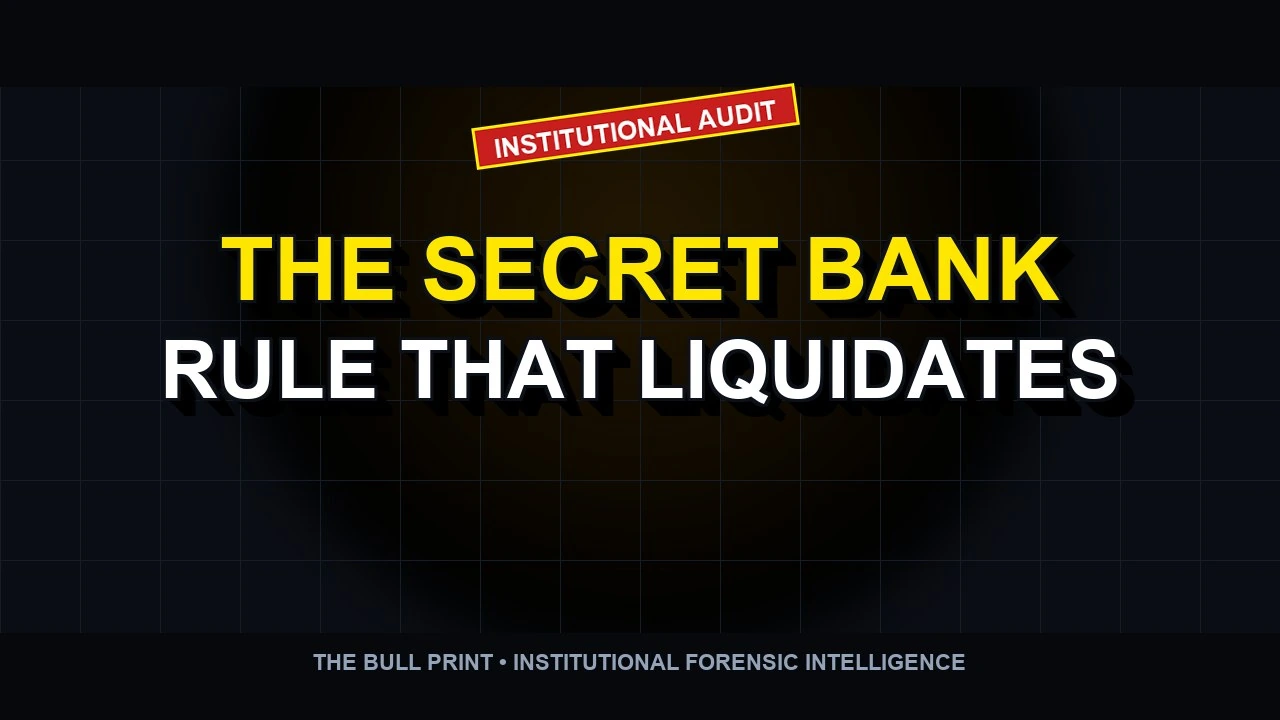 INSTITUTIONAL AUDIT
THE SECRET BANK
RULE THAT LIQUIDATES
THE BULL PRINT • INSTITUTIONAL FORENSIC INTELLIGENCE